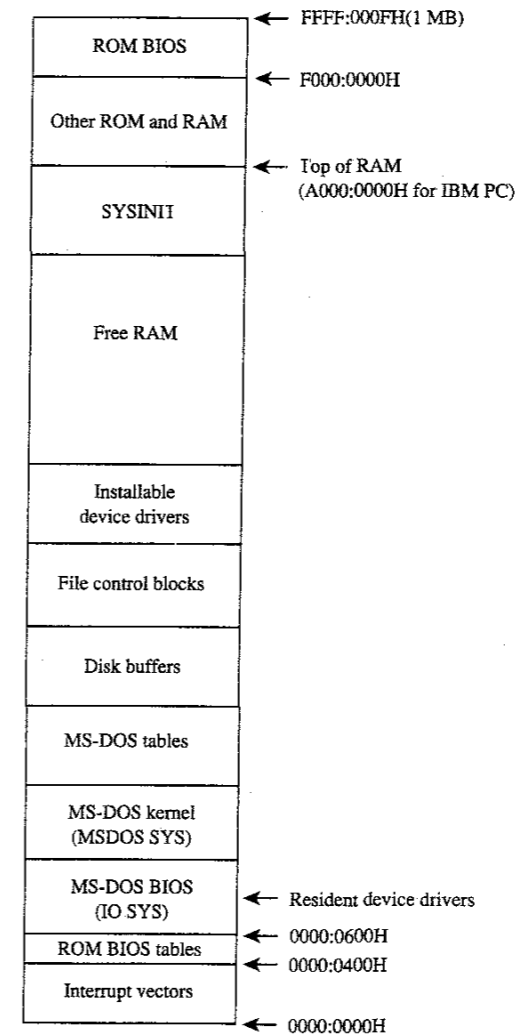 FFFF:000FH(1 MB)
ROM BIOS
F000:0000H
Other ROM and RAM
Top of RAM
(A000:0000H for IBM PC)
SYSINIT
Free RAM
Installable
device drivers
File control blocks
Disk buffers
MS-DOS tables
MS-DOS kernel
(MSDOS SYS)
MS-DOS BIOS
(IO SYS)
Resident device drivers
0000:0600H
ROM BIOS tables
0000:0400H
Interrupt vectors
0000:0000H